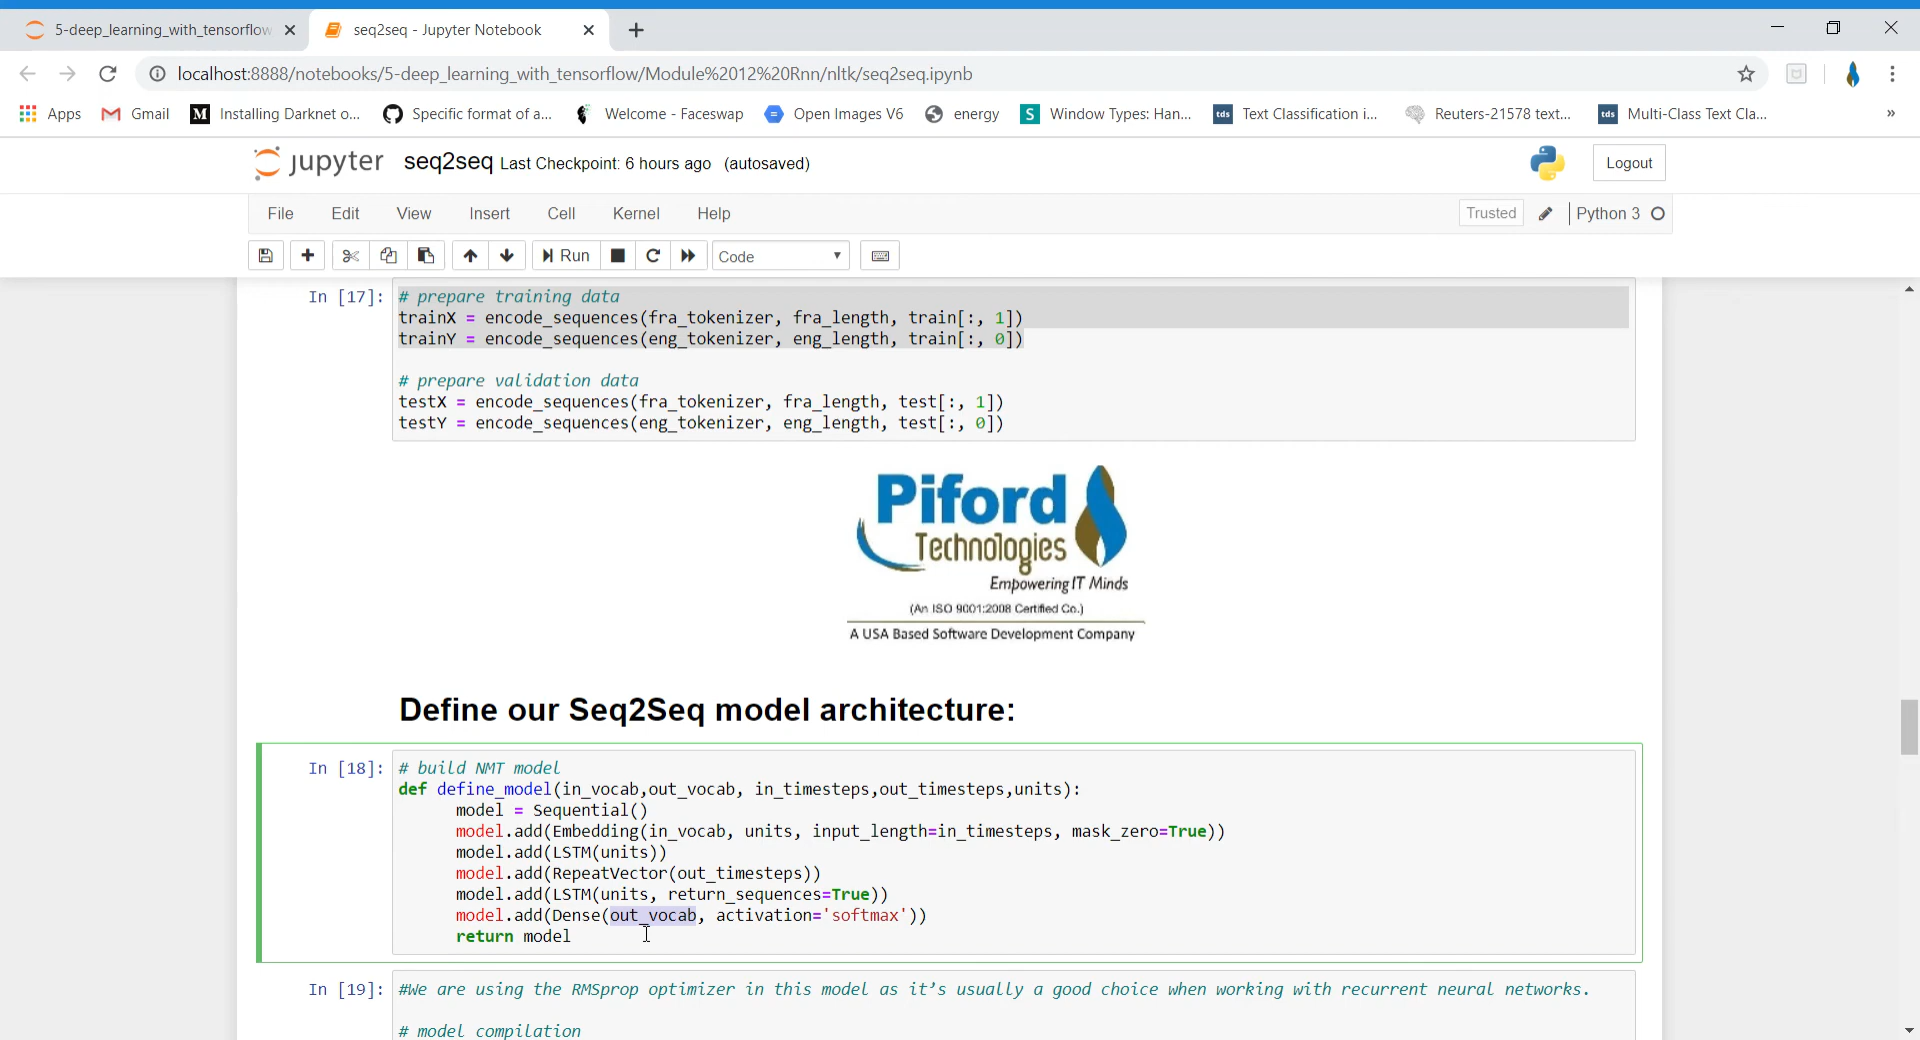 5-deep_learning_with_tensorflow
seq2seq - Jupyter Notebook
localhost:8888/notebooks/5-deep_learning_with_tensorflow/Module%2012%20Rnn/nltk/seq2seq.ipynb
Apps
Gmail
M
Installing Darknet o...
Specific format of a...
Welcome - Faceswap
Open Images V6
energy
S
Window Types: Han...
tds
Text Classification i...
Reuters-21578 text...
tds
Multi-Class Text Cla...
»
jupyter
seq2seq
Last Checkpoint: 6 hours ago
(autosaved)
Logout
File
Edit
View
Insert
Cell
Kernel
Help
Trusted
Python 3
Run
Code
In [17]:
# prepare training data
trainX = encode_sequences(fra_tokenizer, fra_length, train[:, 1])
trainY = encode_sequences(eng_tokenizer, eng_length, train[:, 0])
# prepare validation data
testX = encode_sequences(fra_tokenizer, fra_length, test[:, 1])
testY = encode_sequences(eng_tokenizer, eng_length, test[:, 0])
Piford
Technologies
Empowering IT Minds
(An ISO 9001:2008 Certified Co.)
A USA Based Software Development Company
Define our Seq2Seq model architecture:
In [18]:
# build NMT model
def define_model(in_vocab,out_vocab, in_timesteps,out_timesteps,units):
model = Sequential()
model.add(Embedding(in_vocab, units, input_length=in_timesteps, mask_zero=True))
model.add(LSTM(units))
model.add(RepeatVector(out_timesteps))
model.add(LSTM(units, return_sequences=True))
model.add(Dense(out_vocab, activation='softmax'))
return model
In [19]:
#We are using the RMSprop optimizer in this model as it’s usually a good choice when working with recurrent neural networks.
# model compilation